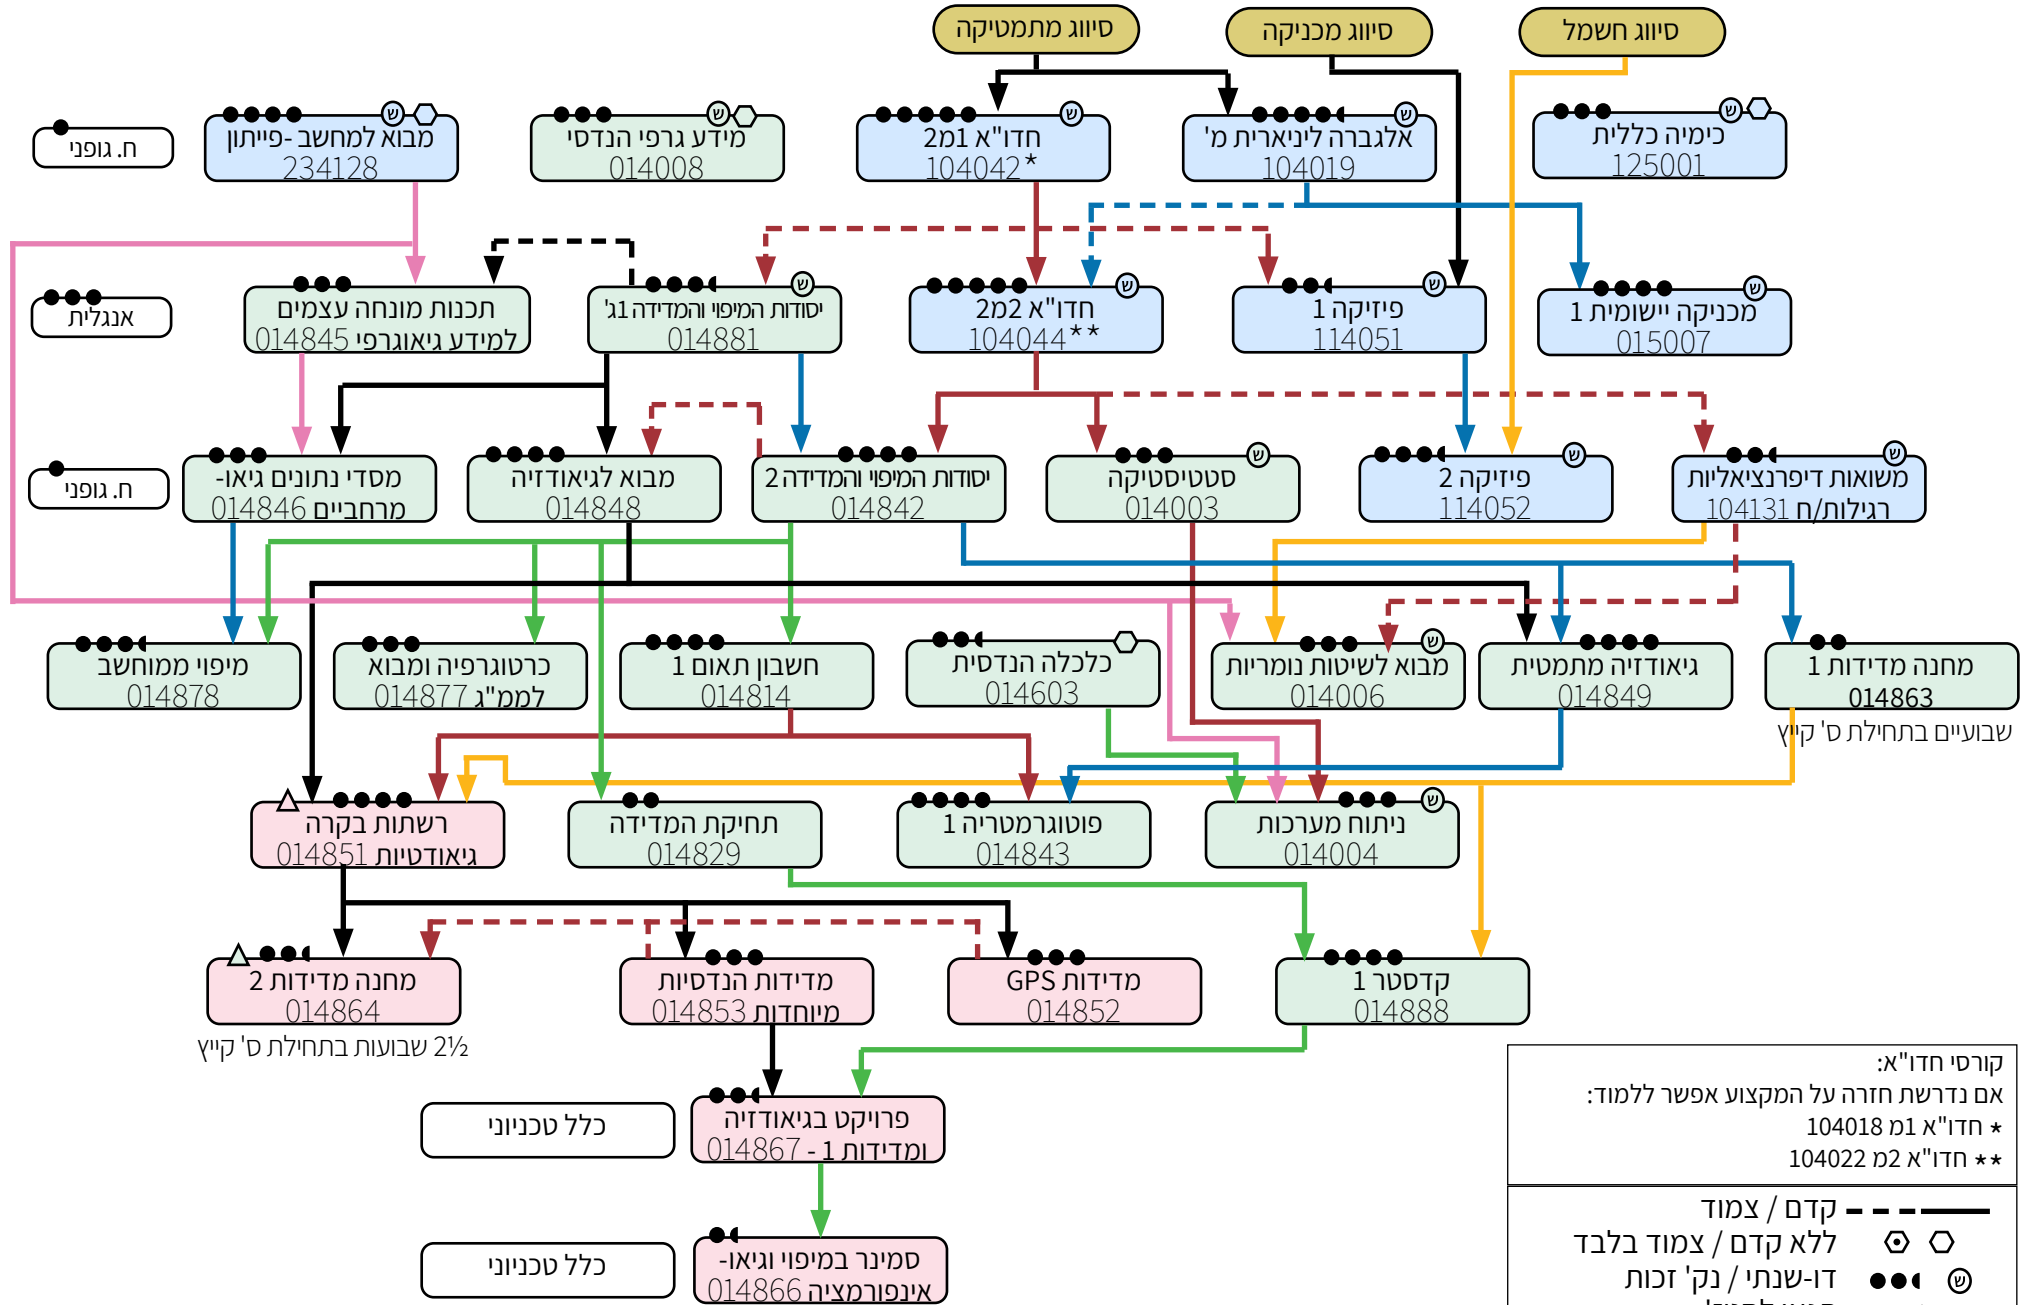 סיווג חשמל
סיווג מכניקה
סיווג מתמטיקה
כימיה כללית
125001
אלגברה ליניארית מ'
104019
חדו"א 1מ2
104042*
מידע גרפי הנדסי
014008
מבוא למחשב -פייתון
234128
ח. גופני
מכניקה יישומית 1
015007
פיזיקה 1
114051
חדו"א 2מ2
104044**
יסודות המיפוי והמדידה 1ג'
014881
תכנות מונחה עצמים
למידע גיאוגרפי 014845
אנגלית
משואות דיפרנציאליות
רגילות/ח 104131
פיזיקה 2
114052
סטטיסטיקה
014003
יסודות המיפוי והמדידה 2
014842
מבוא לגיאודזיה
014848
מסדי נתונים גיאו-
מרחביים 014846
ח. גופני
מחנה מדידות 1
014863
שבועיים בתחילת ס' קייץ
גיאודזיה מתמטית
014849
מבוא לשיטות נומריות
014006
כלכלה הנדסית
014603
חשבון תאום 1
014814
כרטוגרפיה ומבוא
לממ"ג 014877
מיפוי ממוחשב
014878
ניתוח מערכות
014004
פוטוגרמטריה 1
014843
תחיקת המדידה
014829
רשתות בקרה
גיאודטיות 014851
קדסטר 1
014888
מדידות GPS
014852
מדידות הנדסיות
מיוחדות 014853
מחנה מדידות 2
014864
2½ שבועות בתחילת ס' קייץ
פרויקט בגיאודזיה
ומדידות 1 - 014867
כלל טכניוני
סמינר במיפוי וגיאו-
אינפורמציה 014866
כלל טכניוני
קורסי חדו"א:
אם נדרשת חזרה על המקצוע אפשר ללמוד:
* חדו"א 1מ 104018
** חדו"א 2מ 104022
קדם / צמוד
ללא קדם / צמוד בלבד
דו-שנתי / נק' זכות ש